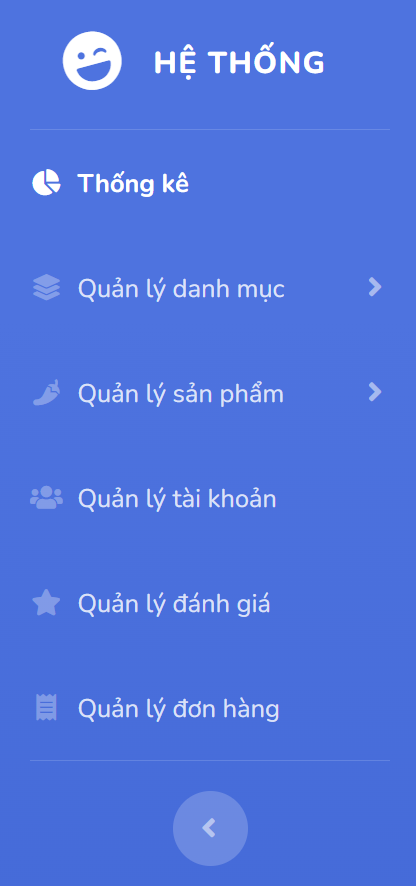 HỆ THỐNG
Thống kê
Quản lý danh mục
Quản lý sản phẩm
Quản lý tài khoản
Quản lý đánh giá
Quản lý đơn hàng